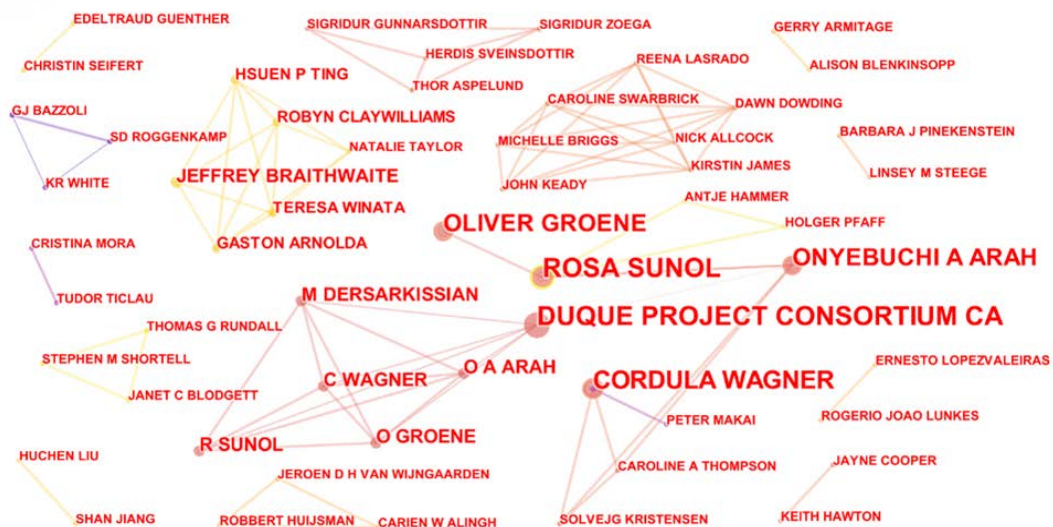 EDELTRAUD GUENTHER
SIGRIDUR GUNNARSDOTTIR
SIGRIDUR ZOEGA
GERRY ARMITAGE
CHRISTIN SEIFERT
HERDIS SVEINSDOTTIR
REENA LASRADO
ALISON BLENKINSOPP
HSUEN P TING
THOR ASPELUND
GJ BAZZOLI
CAROLINE SWARBRICK
DAWN DOWDING
ROBYN CLAYWILLIAMS
SD ROGGENKAMP
MICHELLE BRIGGS
NICK ALLCOCK
BARBARA J PINEKENSTEIN
NATALIE TAYLOR
KIRSTIN JAMES
JEFFREY BRAITHWAITE
LINSEY M STEEGE
KR WHITE
JOHN KEADY
ANTJE HAMMER
TERESA WINATA
HOLGER PFAFF
OLIVER GROENE
CRISTINA MORA
GASTON ARNOLDA
ONYEBUCHI A ARAH
ROSA SUNOL
TUDOR TICLAU
M DERSARKISSIAN
DUQUE PROJECT CONSORTIUM CA
THOMAS G RUNDALL
STEPHEN M SHORTELL
O A ARAH
ERNESTO LOPEZVALEIRAS
C WAGNER
CORDULA WAGNER
JANET C BLODGETT
PETER MAKAI
ROGERIO JOAO LUNKES
R SUNOL
O GROENE
HUCHEN LIU
JAYNE COOPER
JEROEN D H VAN WIJNGAARDEN
CAROLINE A THOMPSON
SHAN JIANG
ROBBERT HUIJSMAN
CARIEN W ALINGH
SOLVEJG KRISTENSEN
KEITH HAWTON